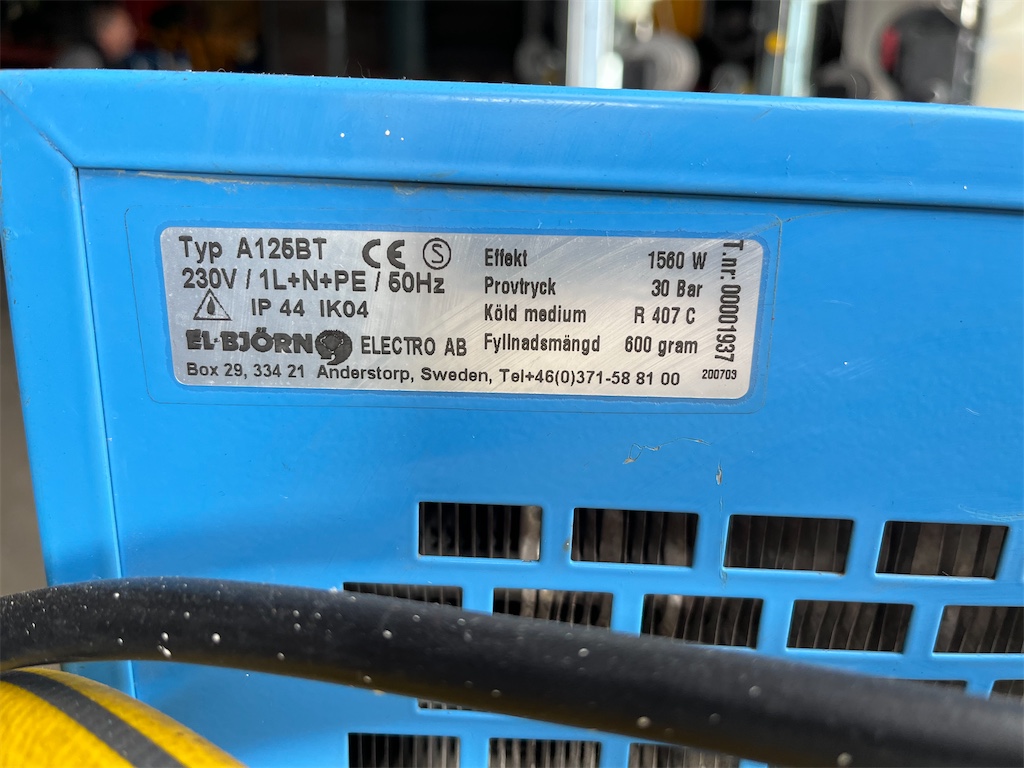 Typ A125BT CE S
230V / 1L+N+PE / 50Hz
IP 44 IK04
EL-BJÖRN ELECTRO AB
Box 29, 334 21 Anderstorp, Sweden, Tel+46(0)371-58 81 00
Effekt 1560 W
Provtryck 30 Bar
Köld medium R 407 C
Fyllnadsmängd 600 gram
T.nr: 00001937
200703